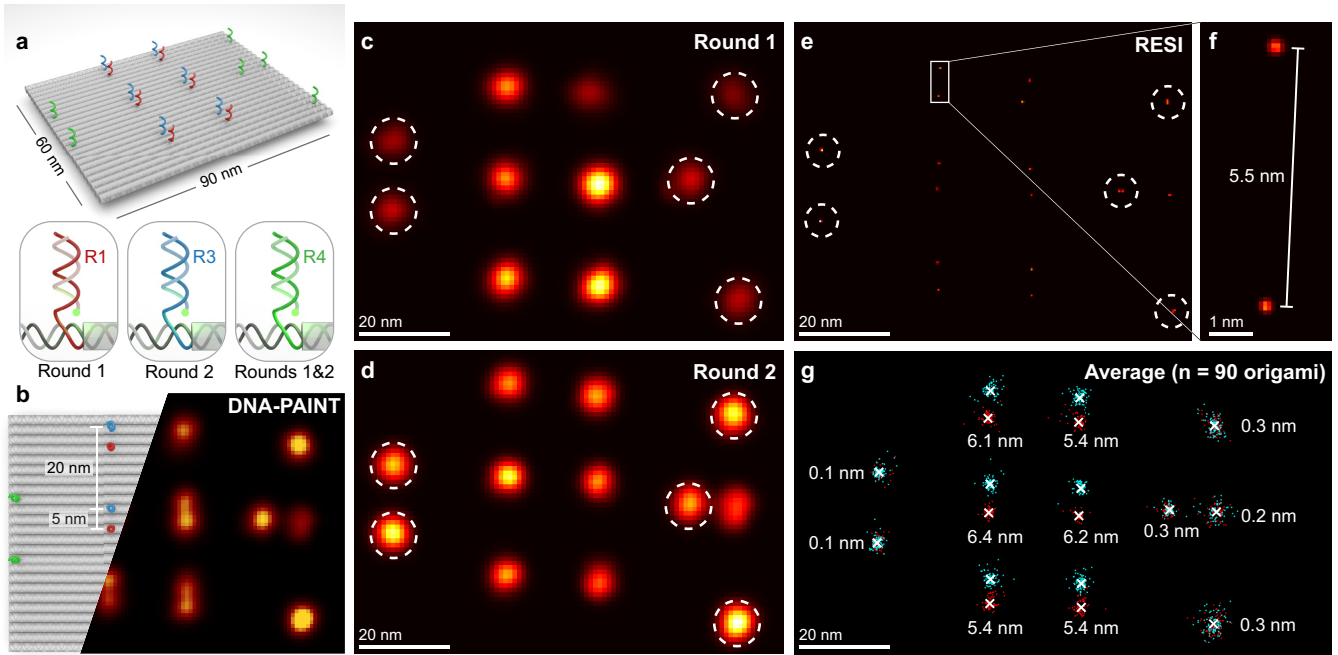 a
60 nm
90 nm
R1
R3
R4
Round 1
Round 2
Rounds 1&2
b
DNA-PAINT
20 nm
5 nm
c
Round 1
20 nm
d
Round 2
20 nm
e
RESI
20 nm
f
5.5 nm
1 nm
g
Average (n = 90 origami)
6.1 nm
5.4 nm
0.3 nm
0.1 nm
6.4 nm
6.2 nm
0.3 nm
0.2 nm
0.1 nm
5.4 nm
5.4 nm
0.3 nm
20 nm